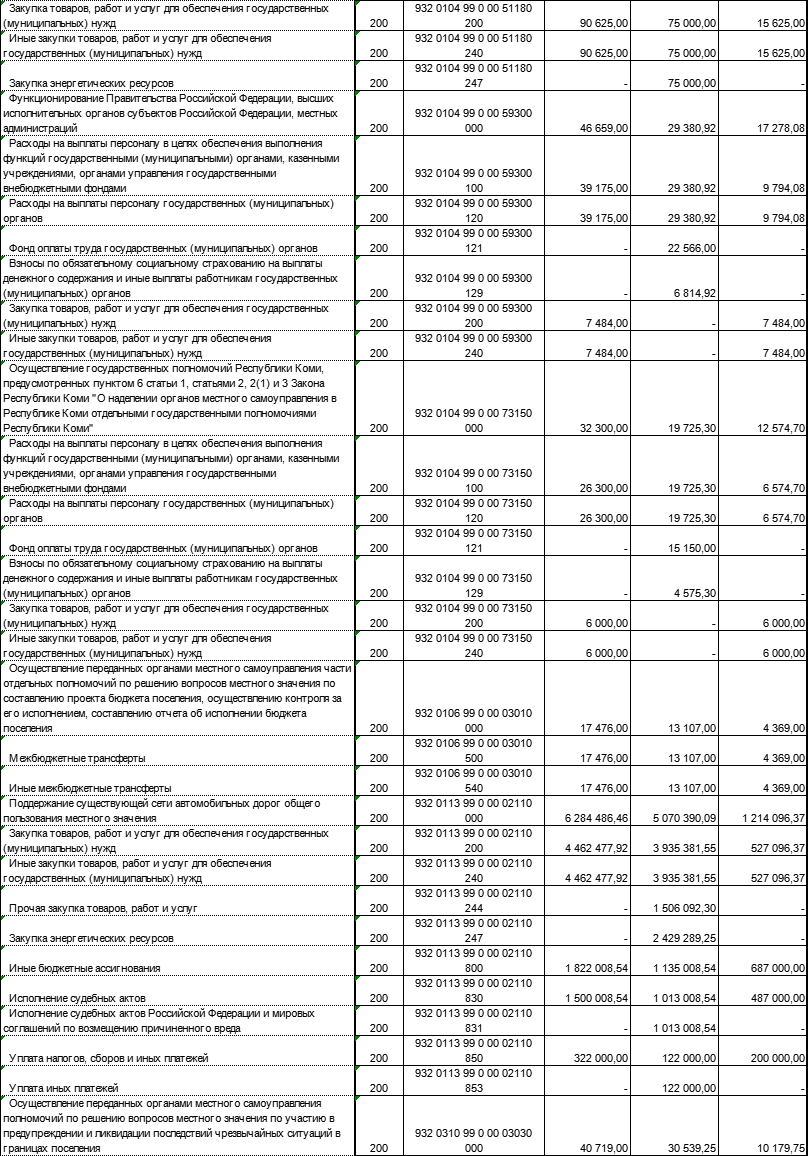 Закупка товаров, работ и услуг для обеспечения государственных
(муниципальных) нужд 200 932 0104 99 0 00 51180 200 90 625,00 75 000,00 15 625,00
Иные закупки товаров, работ и услуг для обеспечения
государственных (муниципальных) нужд 200 932 0104 99 0 00 51180 240 90 625,00 75 000,00 15 625,00
Закупка энергетических ресурсов 200 932 0104 99 0 00 51180 247 - 75 000,00 -
Функционирование Правительства Российской Федерации, высших
исполнительных органов субъектов Российской Федерации, местных
администраций 200 932 0104 99 0 00 59300 000 46 659,00 29 380,92 17 278,08
Расходы на выплаты персоналу в целях обеспечения выполнения
функций государственными (муниципальными) органами, казенными
учреждениями, органами управления государственными
внебюджетными фондами 200 932 0104 99 0 00 59300 100 39 175,00 29 380,92 9 794,08
Расходы на выплаты персоналу государственных (муниципальных)
органов 200 932 0104 99 0 00 59300 120 39 175,00 29 380,92 9 794,08
Фонд оплаты труда государственных (муниципальных) органов 200 932 0104 99 0 00 59300 121 - 22 566,00 -
Взносы по обязательному социальному страхованию на выплаты
денежного содержания и иные выплаты работникам государственных
(муниципальных) органов 200 932 0104 99 0 00 59300 129 - 6 814,92 -
Закупка товаров, работ и услуг для обеспечения государственных
(муниципальных) нужд 200 932 0104 99 0 00 59300 200 7 484,00 - 7 484,00
Иные закупки товаров, работ и услуг для обеспечения
государственных (муниципальных) нужд 200 932 0104 99 0 00 59300 240 7 484,00 - 7 484,00
Осуществление государственных полномочий Республики Коми,
предусмотренных пунктом 6 статьи 1, статьями 2, 2(1) и 3 Закона
Республики Коми "О наделении органов местного самоуправления в
Республике Коми отдельными государственными полномочиями
Республики Коми" 200 932 0104 99 0 00 73150 000 32 300,00 19 725,30 12 574,70
Расходы на выплаты персоналу в целях обеспечения выполнения
функций государственными (муниципальными) органами, казенными
учреждениями, органами управления государственными
внебюджетными фондами 200 932 0104 99 0 00 73150 100 26 300,00 19 725,30 6 574,70
Расходы на выплаты персоналу государственных (муниципальных)
органов 200 932 0104 99 0 00 73150 120 26 300,00 19 725,30 6 574,70
Фонд оплаты труда государственных (муниципальных) органов 200 932 0104 99 0 00 73150 121 - 15 150,00 -
Взносы по обязательному социальному страхованию на выплаты
денежного содержания и иные выплаты работникам государственных
(муниципальных) органов 200 932 0104 99 0 00 73150 129 - 4 575,30 -
Закупка товаров, работ и услуг для обеспечения государственных
(муниципальных) нужд 200 932 0104 99 0 00 73150 200 6 000,00 - 6 000,00
Иные закупки товаров, работ и услуг для обеспечения
государственных (муниципальных) нужд 200 932 0104 99 0 00 73150 240 6 000,00 - 6 000,00
Осуществление переданных органами местного самоуправления части
отдельных полномочий по решению вопросов местного значения по
составлению проекта бюджета поселения, осуществлению контроля за
его исполнением, составлению отчета об исполнении бюджета
поселения 200 932 0106 99 0 00 03010 000 17 476,00 13 107,00 4 369,00
Межбюджетные трансферты 200 932 0106 99 0 00 03010 500 17 476,00 13 107,00 4 369,00
Иные межбюджетные трансферты 200 932 0106 99 0 00 03010 540 17 476,00 13 107,00 4 369,00
Поддержание существующей сети автомобильных дорог общего
пользования местного значения 200 932 0113 99 0 00 02110 000 6 284 486,46 5 070 390,09 1 214 096,37
Закупка товаров, работ и услуг для обеспечения государственных
(муниципальных) нужд 200 932 0113 99 0 00 02110 200 4 462 477,92 3 935 381,55 527 096,37
Иные закупки товаров, работ и услуг для обеспечения
государственных (муниципальных) нужд 200 932 0113 99 0 00 02110 240 4 462 477,92 3 935 381,55 527 096,37
Прочая закупка товаров, работ и услуг 200 932 0113 99 0 00 02110 244 - 1 506 092,30 -
Закупка энергетических ресурсов 200 932 0113 99 0 00 02110 247 - 2 429 289,25 -
Иные бюджетные ассигнования 200 932 0113 99 0 00 02110 800 1 822 008,54 1 135 008,54 687 000,00
Исполнение судебных актов 200 932 0113 99 0 00 02110 830 1 500 008,54 1 013 008,54 487 000,00
Исполнение судебных актов Российской Федерации и мировых
соглашений по возмещению причиненного вреда 200 932 0113 99 0 00 02110 831 - 1 013 008,54 -
Уплата налогов, сборов и иных платежей 200 932 0113 99 0 00 02110 850 322 000,00 122 000,00 200 000,00
Уплата иных платежей 200 932 0113 99 0 00 02110 853 - 122 000,00 -
Осуществление переданных органами местного самоуправления
полномочий по решению вопросов местного значения по участию в
предупреждении и ликвидации последствий чрезвычайных ситуаций в
границах поселения 200 932 0310 99 0 00 03030 000 40 719,00 30 539,25 10 179,75